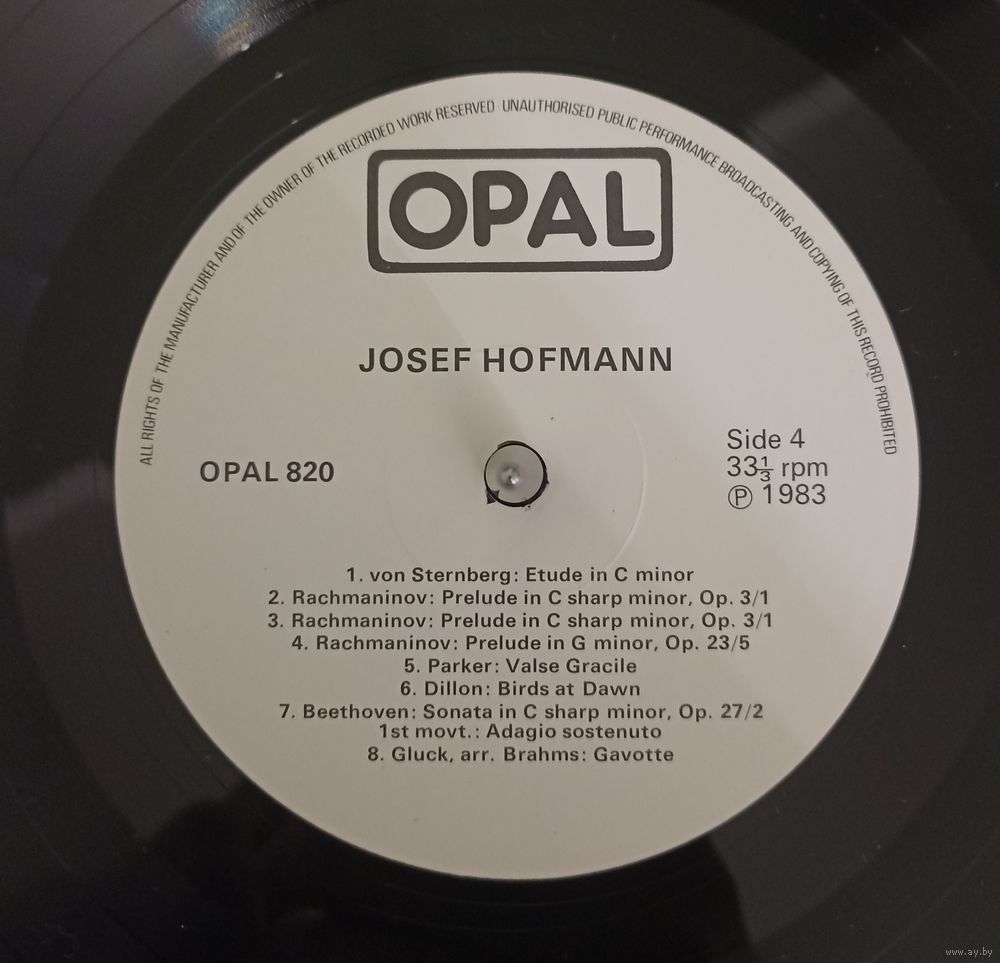 ALL RIGHTS OF THE MANUFACTURER AND OF THE OWNER OF THE RECORDED WORK RESERVED · UNAUTHORISED PUBLIC PERFORMANCE BROADCASTING AND COPYING OF THIS RECORD PROHIBITED
OPAL
JOSEF HOFMANN
OPAL 820
Side 4
33⅓ rpm
℗ 1983
1. von Sternberg: Etude in C minor
2. Rachmaninov: Prelude in C sharp minor, Op. 3/1
3. Rachmaninov: Prelude in C sharp minor, Op. 3/1
4. Rachmaninov: Prelude in G minor, Op. 23/5
5. Parker: Valse Gracile
6. Dillon: Birds at Dawn
7. Beethoven: Sonata in C sharp minor, Op. 27/2
1st movt.: Adagio sostenuto
8. Gluck, arr. Brahms: Gavotte
www.ay.by